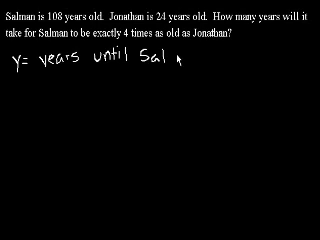 Salman is 108 years old. Jonathan is 24 years old. How many years will it
take for Salman to be exactly 4 times as old as Jonathan?
y= years until Sal